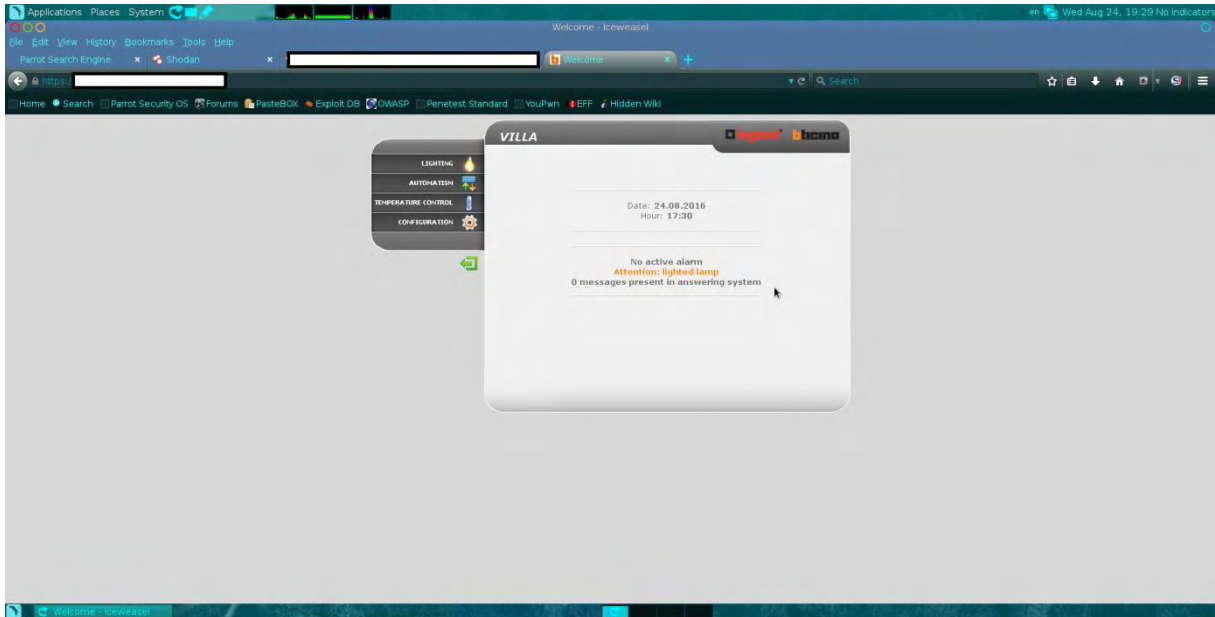 Applications Places System
en Wed Aug 24, 19:29 No Indicators
Welcome - Iceweasel
File Edit View History Bookmarks Tools Help
Parrot Search Engine × Shodan × Welcome × +
https:/
Search
Home Search Parrot Security OS Forums PasteBOX Exploit DB OWASP Penetest Standard YouPwn EFF Hidden Wiki
VILLA
legrand bticino
LIGHTING
AUTOMATISM
TEMPERATURE CONTROL
CONFIGURATION
Date: 24.08.2016
Hour: 17:30
No active alarm
Attention: lighted lamp
0 messages present in answering system
Welcome - Iceweasel